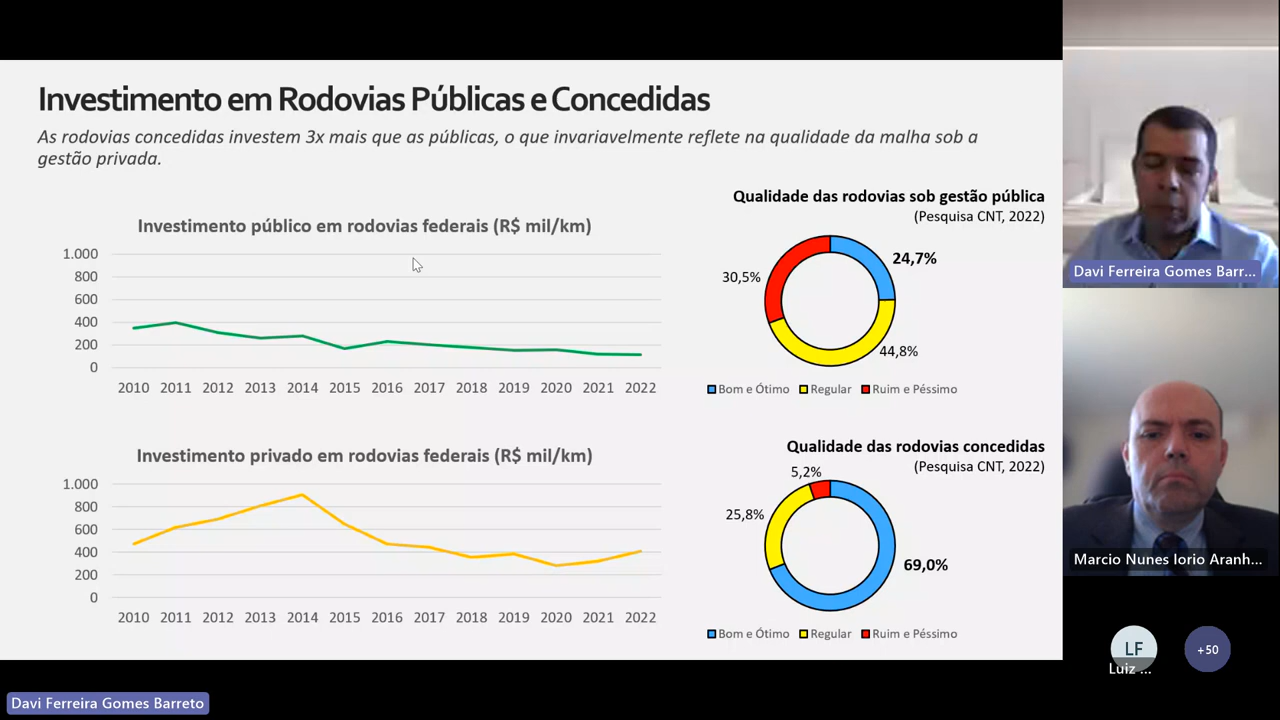 Investimento em Rodovias Públicas e Concedidas
As rodovias concedidas investem 3x mais que as públicas, o que invariavelmente reflete na qualidade da malha sob a
gestão privada.
Investimento público em rodovias federais (R$ mil/km)
1.000
800
600
400
200
0
2010 2011 2012 2013 2014 2015 2016 2017 2018 2019 2020 2021 2022
Qualidade das rodovias sob gestão pública
(Pesquisa CNT, 2022)
24,7%
30,5%
44,8%
Bom e Ótimo Regular Ruim e Péssimo
Investimento privado em rodovias federais (R$ mil/km)
1.000
800
600
400
200
0
2010 2011 2012 2013 2014 2015 2016 2017 2018 2019 2020 2021 2022
Qualidade das rodovias concedidas
(Pesquisa CNT, 2022)
5,2%
25,8%
69,0%
Bom e Ótimo Regular Ruim e Péssimo
Davi Ferreira Gomes Barr...
Marcio Nunes Iorio Aranh...
LF
Luiz ...
+50
Davi Ferreira Gomes Barreto